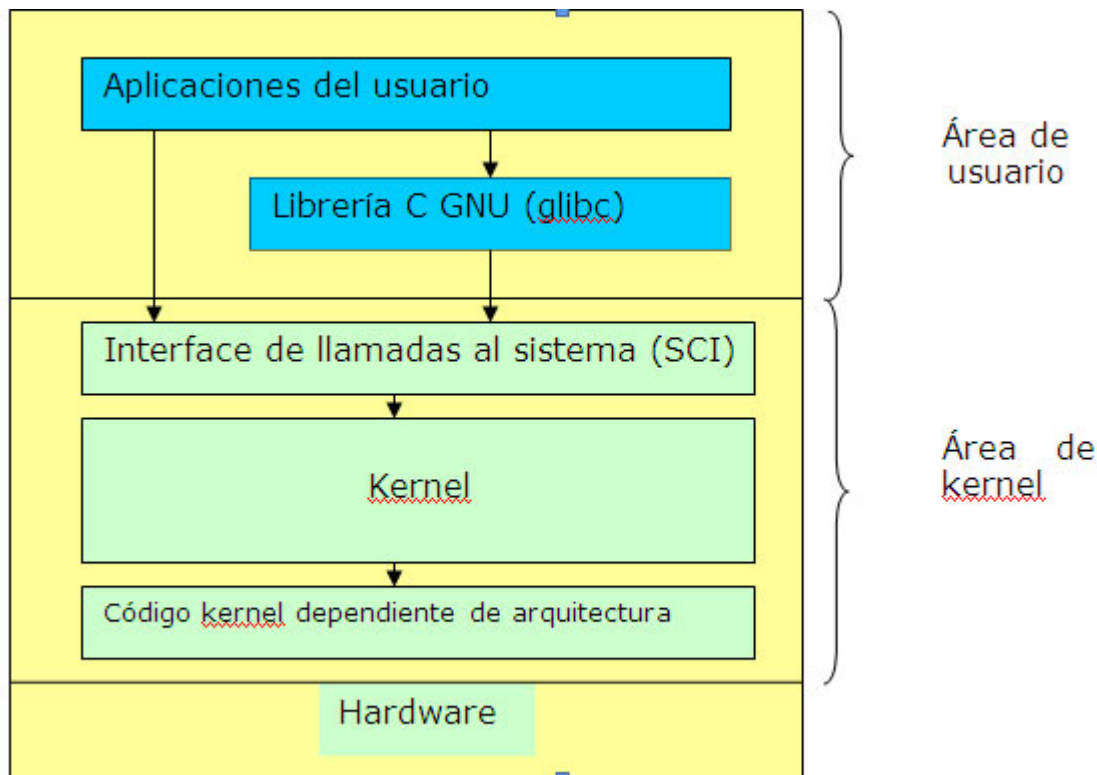 Aplicaciones del usuario
Librería C GNU (glibc)
Área de
usuario
Interface de llamadas al sistema (SCI)
Kernel
Área de
kernel
Código kernel dependiente de arquitectura
Hardware